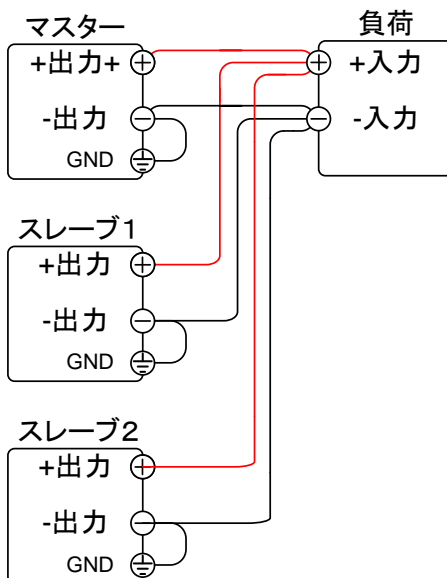 マスター
+出力+
-出力
GND
負荷
+入力
-入力
スレーブ1
+出力
-出力
GND
スレーブ2
+出力
-出力
GND